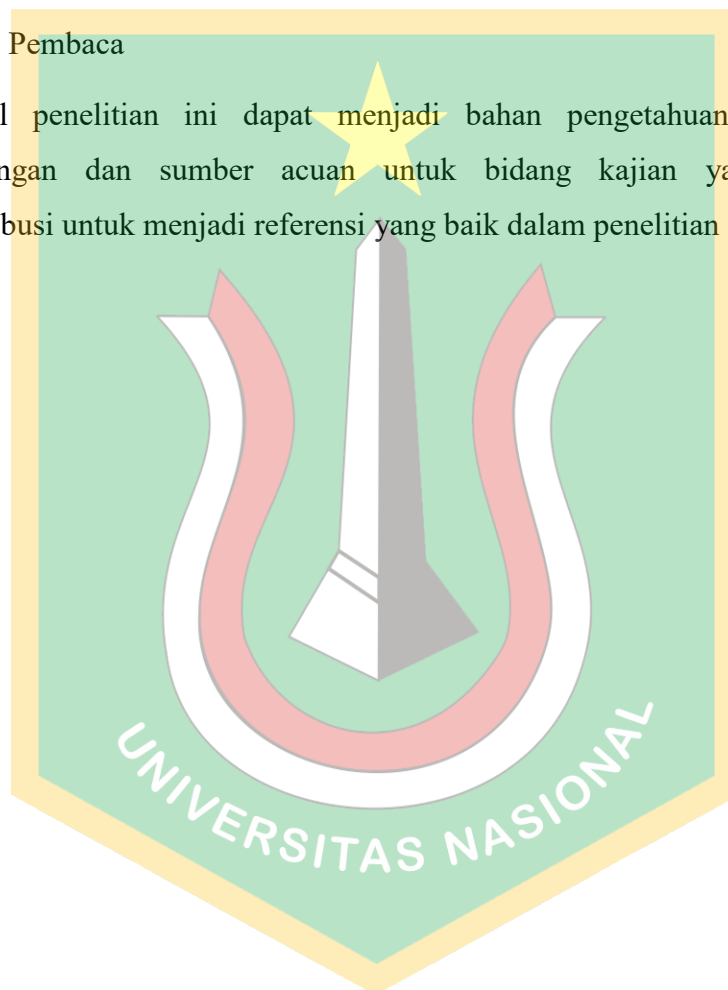 Pembaca
l penelitian ini dapat menjadi bahan pengetahuan
ngan dan sumber acuan untuk bidang kajian ya
busi untuk menjadi referensi yang baik dalam penelitian
UNIVERSITAS NASIONAL